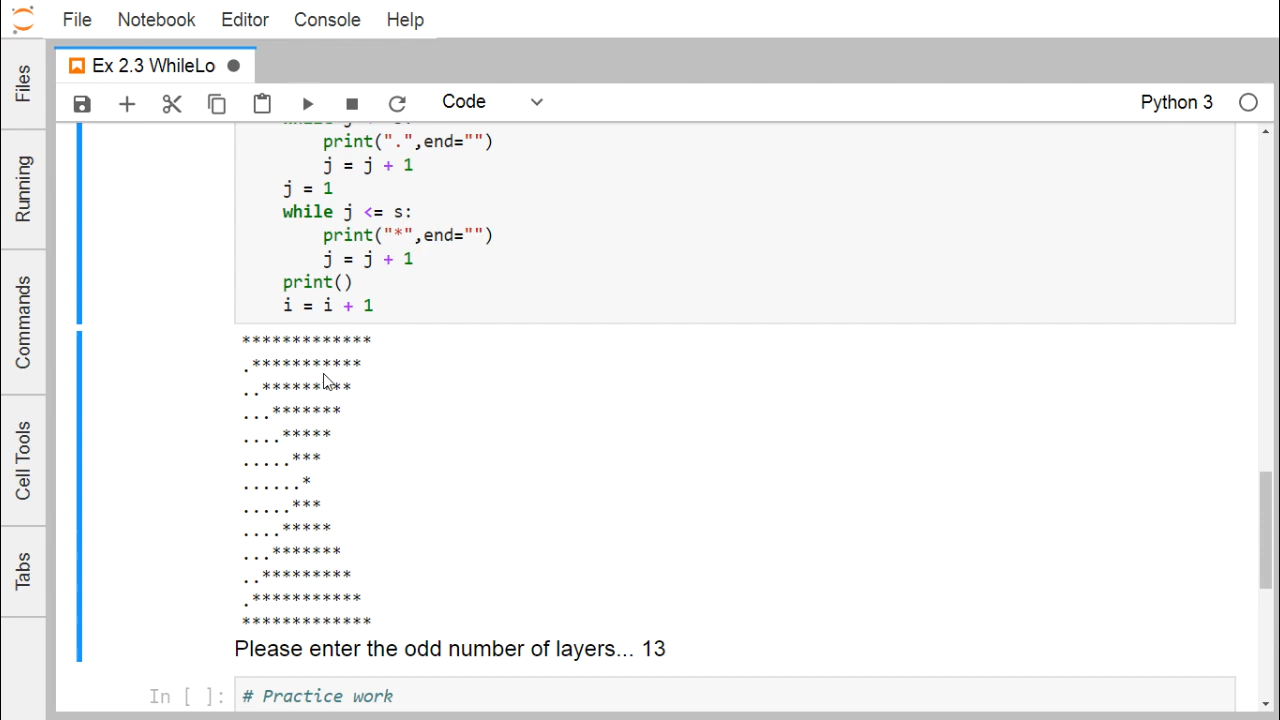 File Notebook Editor Console Help
Ex 2.3 WhileLo
Code Python 3
Files
Running
Commands
Cell Tools
Tabs
print(".",end="")
j = j + 1
j = 1
while j <= s:
print("*",end="")
j = j + 1
print()
i = i + 1
*************
.***********
..*********
...*******
....*****
.....***
......*
.....***
....*****
...*******
..*********
.***********
*************
Please enter the odd number of layers... 13
In [ ]: # Practice work